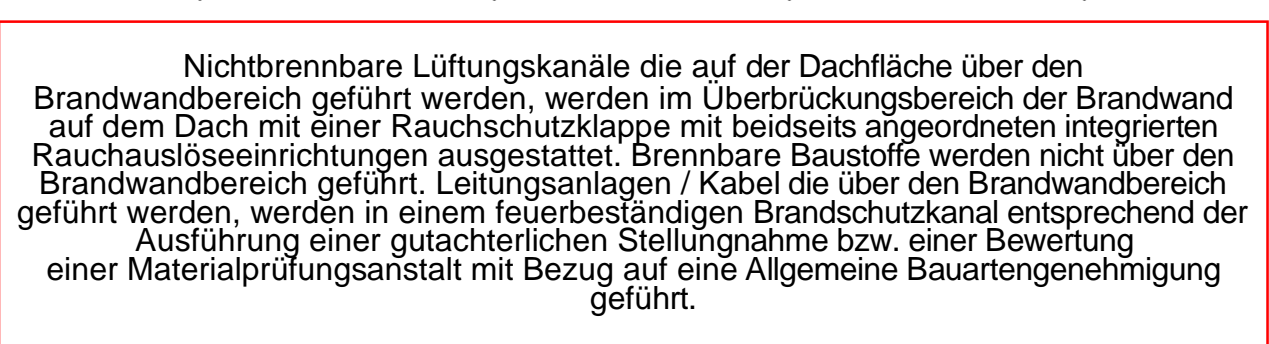 Nichtbrennbare Lüftungskanäle die auf der Dachfläche über den
Brandwandbereich geführt werden, werden im Überbrückungsbereich der Brandwand
auf dem Dach mit einer Rauchschutzklappe mit beidseits angeordneten integrierten
Rauchauslöseeinrichtungen ausgestattet. Brennbare Baustoffe werden nicht über den
Brandwandbereich geführt. Leitungsanlagen / Kabel die über den Brandwandbereich
geführt werden, werden in einem feuerbeständigen Brandschutzkanal entsprechend der
Ausführung einer gutachterlichen Stellungnahme bzw. einer Bewertung
einer Materialprüfungsanstalt mit Bezug auf eine Allgemeine Bauartengenehmigung
geführt.